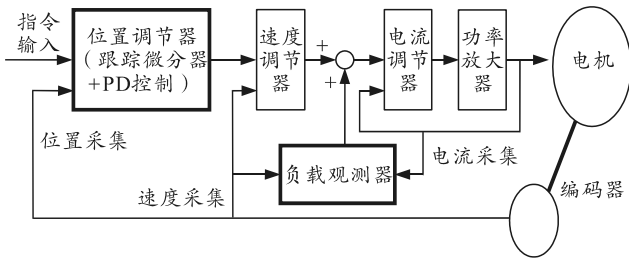 指令
输入
位置调节器
（跟踪微分器
+PD控制）
速度
调节
器
+
+
电流
调节
器
功率
放大
器
电机
位置采集
速度采集
负载观测器
电流采集
编码器